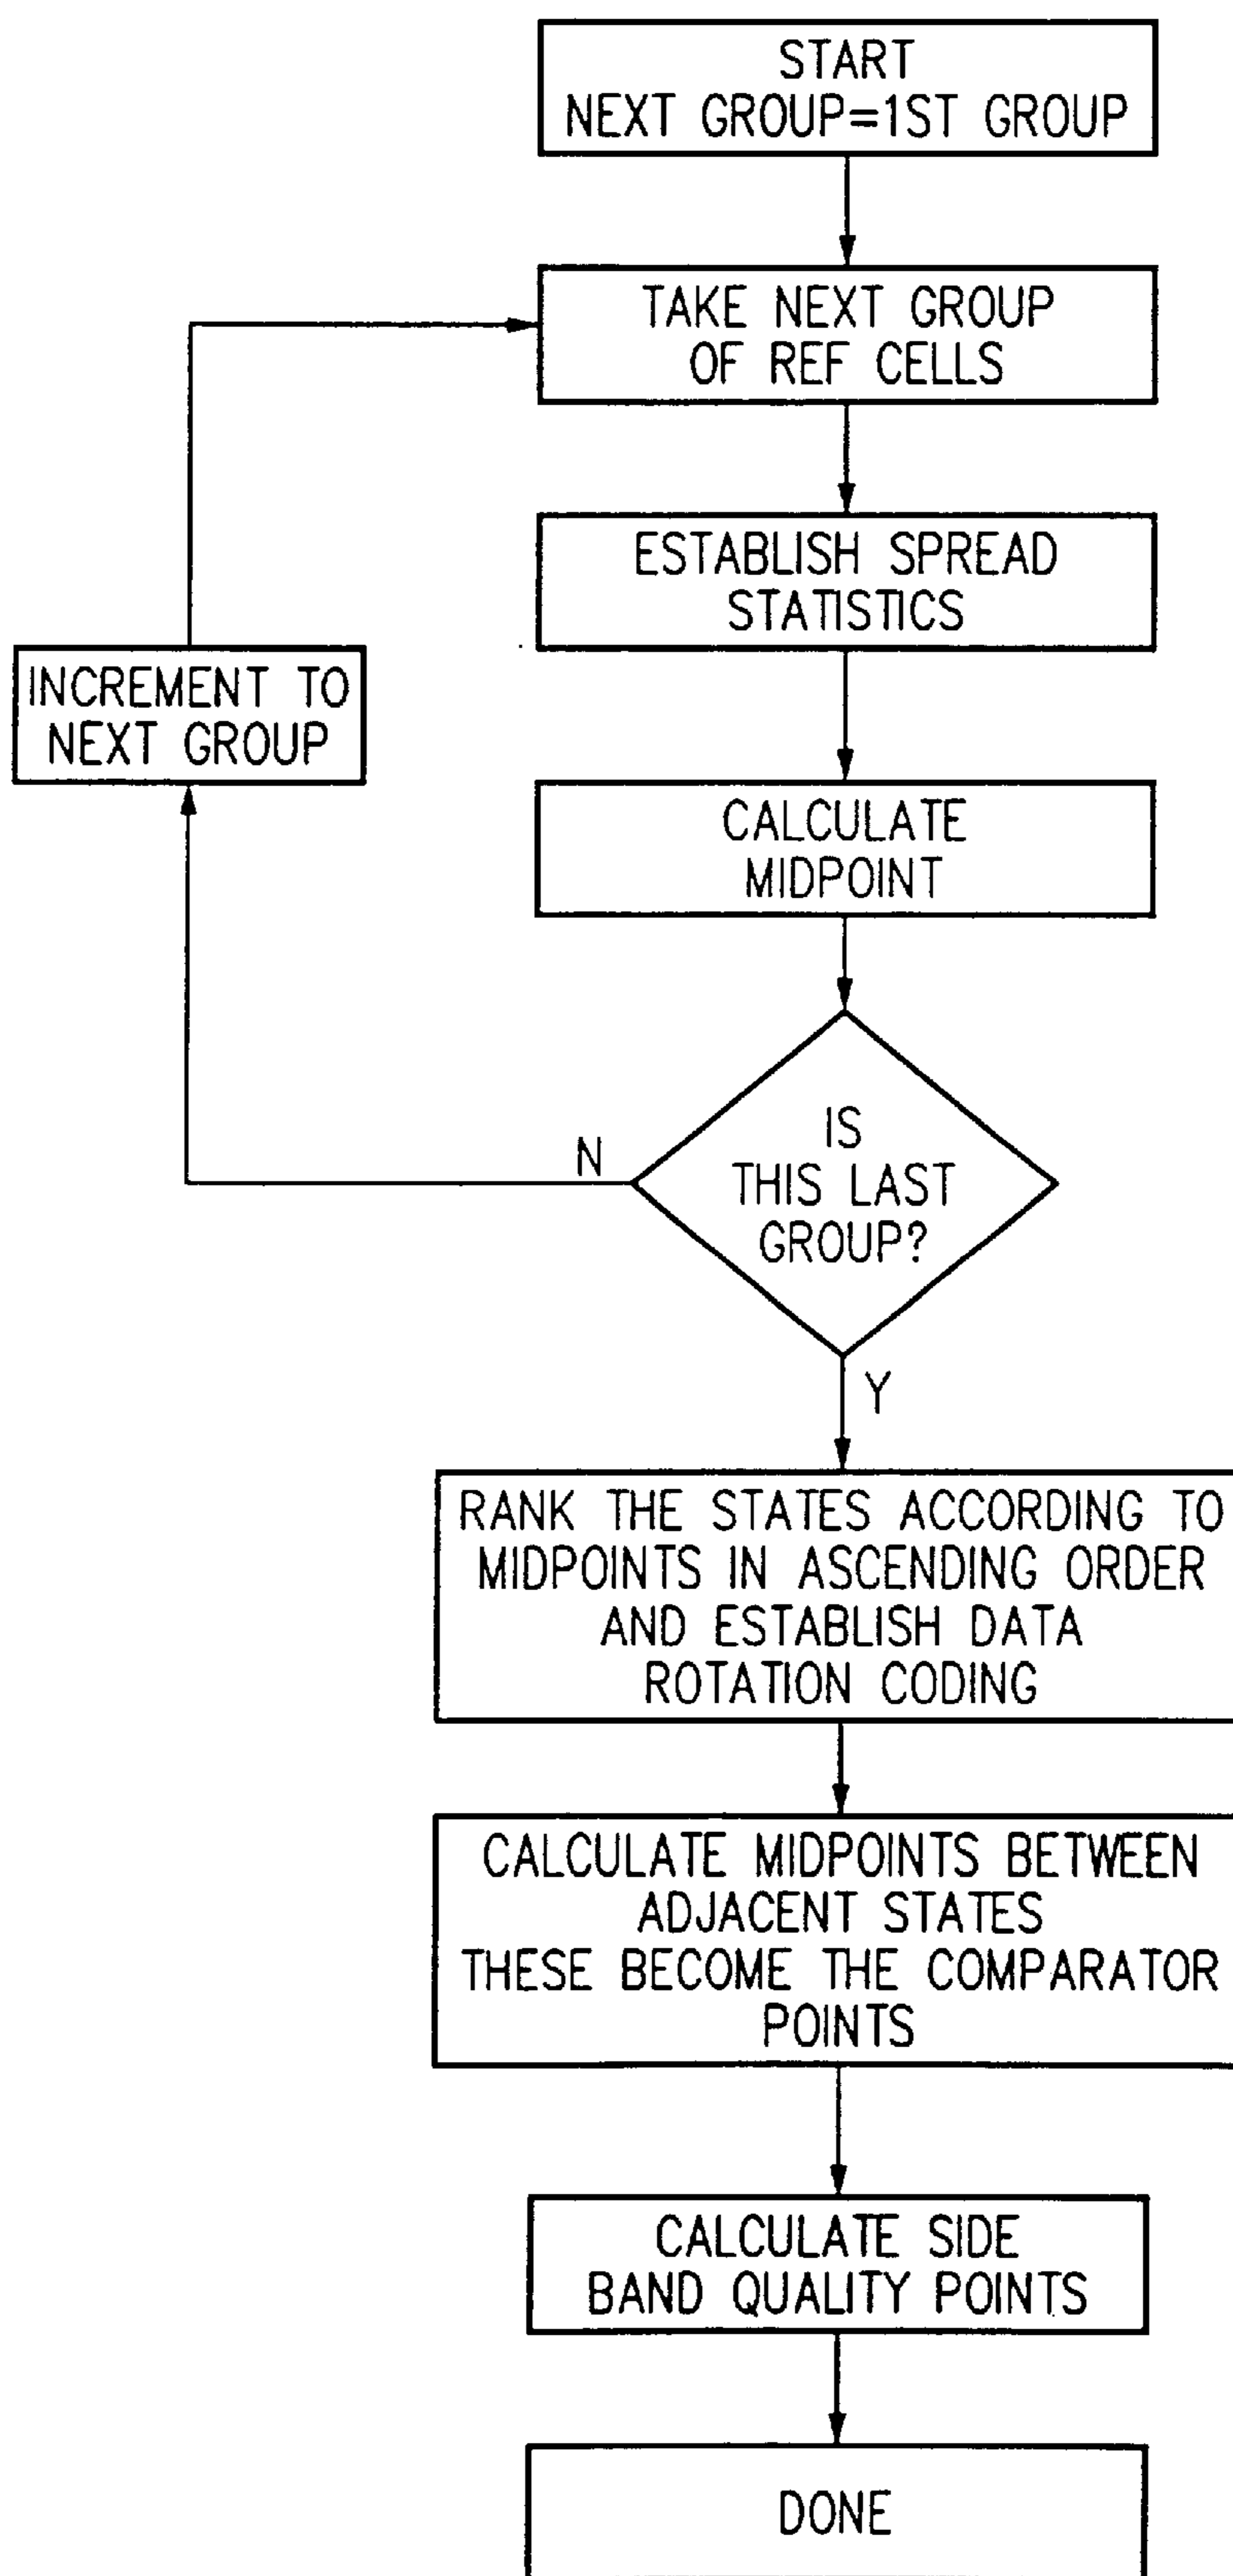 START
NEXT GROUP=1ST GROUP
TAKE NEXT GROUP
OF REF CELLS
ESTABLISH SPREAD
STATISTICS
INCREMENT TO
NEXT GROUP
CALCULATE
MIDPOINT
IS
THIS LAST
GROUP?
N
Y
RANK THE STATES ACCORDING TO
MIDPOINTS IN ASCENDING ORDER
AND ESTABLISH DATA
ROTATION CODING
CALCULATE MIDPOINTS BETWEEN
ADJACENT STATES
THESE BECOME THE COMPARATOR
POINTS
CALCULATE SIDE
BAND QUALITY POINTS
DONE